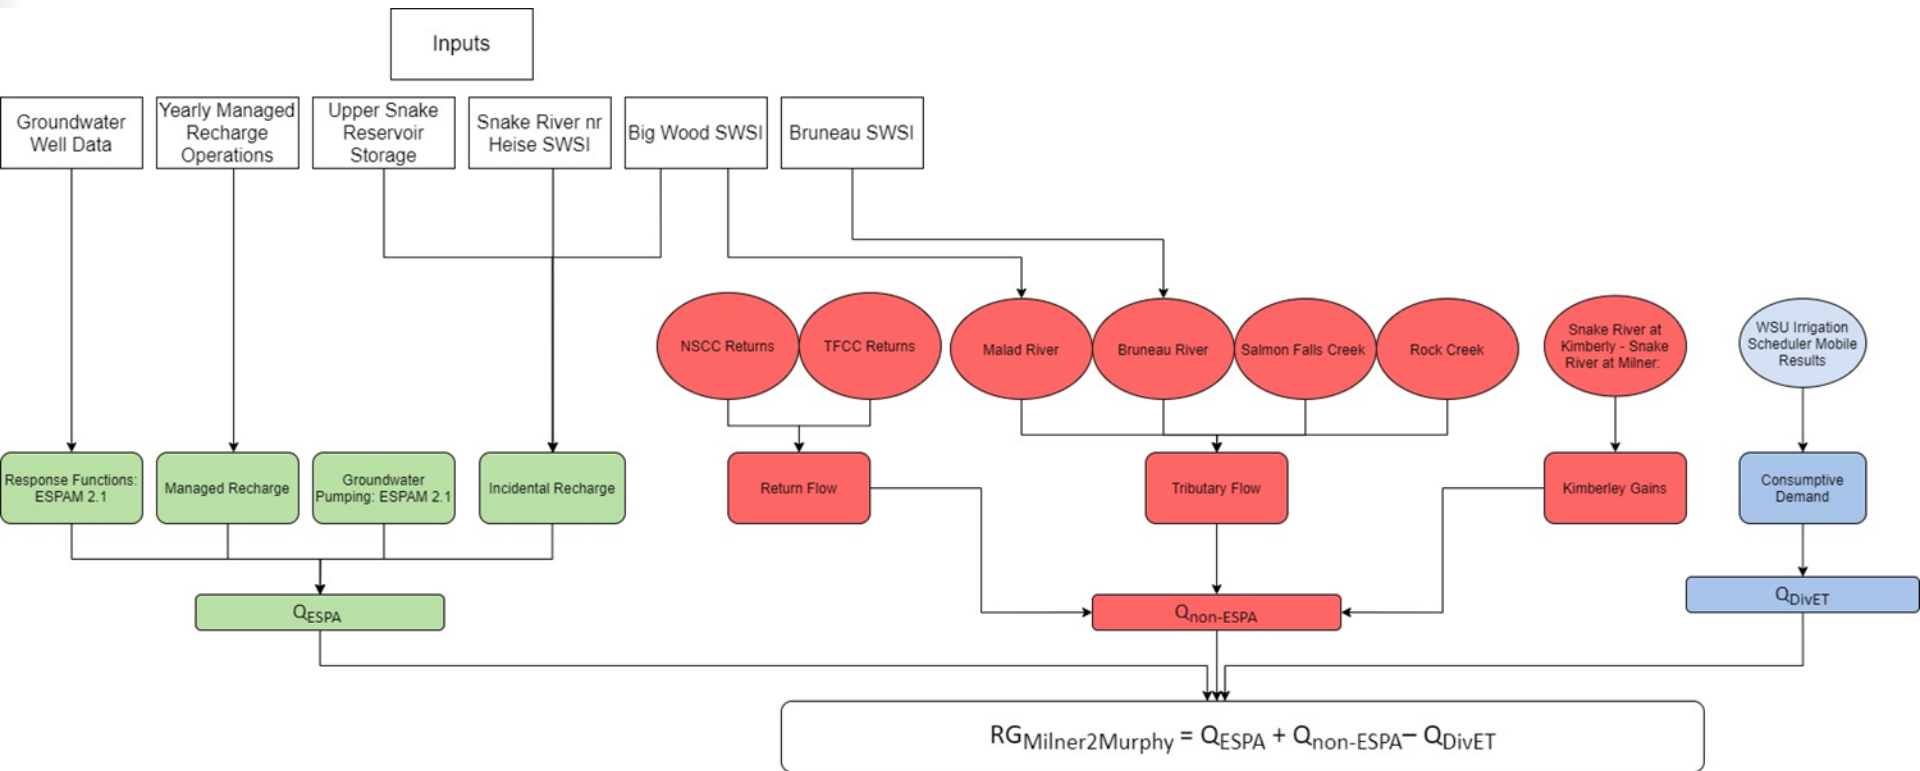 Inputs
Groundwater
Well Data
Yearly Managed
Recharge
Operations
Upper Snake
Reservoir
Storage
Snake River nr
Heise SWSI
Big Wood SWSI
Bruneau SWSI
NSCC Returns
TFCC Returns
Malad River
Bruneau River
Salmon Falls Creek
Rock Creek
Snake River at
Kimberly - Snake
River at Milner:
WSU Irrigation
Scheduler Mobile
Results
Response Functions:
ESPAM 2.1
Managed Recharge
Groundwater
Pumping: ESPAM 2.1
Incidental Recharge
Return Flow
Tributary Flow
Kimberley Gains
Consumptive
Demand
QESPA
Qnon-ESPA
QDivET
RGMilner2Murphy = QESPA + Qnon-ESPA– QDivET